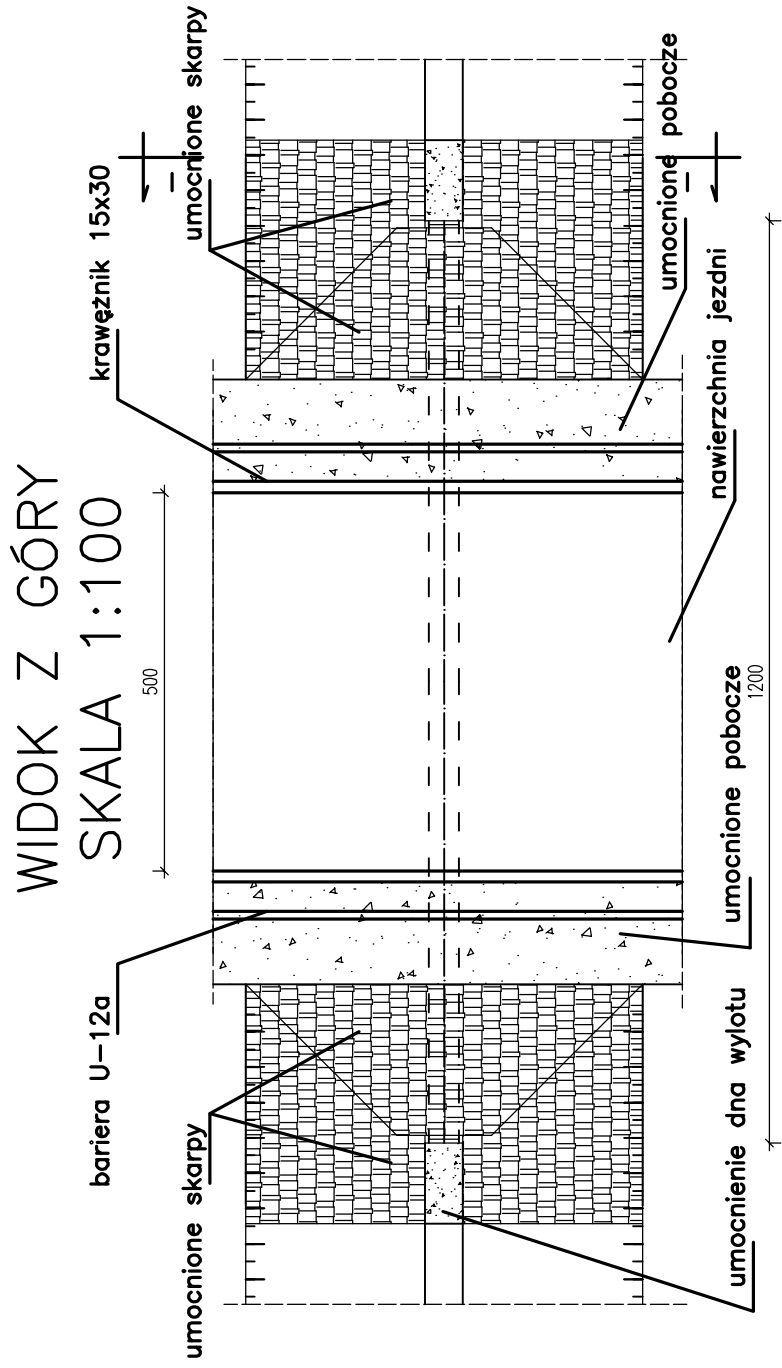 WIDOK Z GÓRY
SKALA 1:100
500
bariera U-12a
krawężnik 15x30
umocnione skarpy
umocnione skarpy
I
I
umocnienie dna wylotu
umocnione pobocze
nawierzchnia jezdni
umocnione pobocze
1200